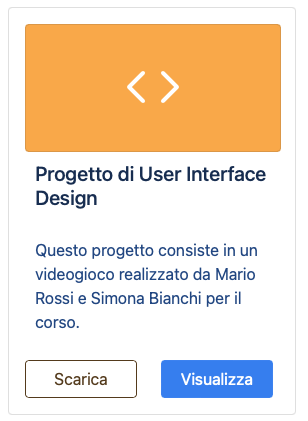 Progetto di User Interface
Design
Questo progetto consiste in un
videogioco realizzato da Mario
Rossi e Simona Bianchi per il
corso.
Scarica
Visualizza